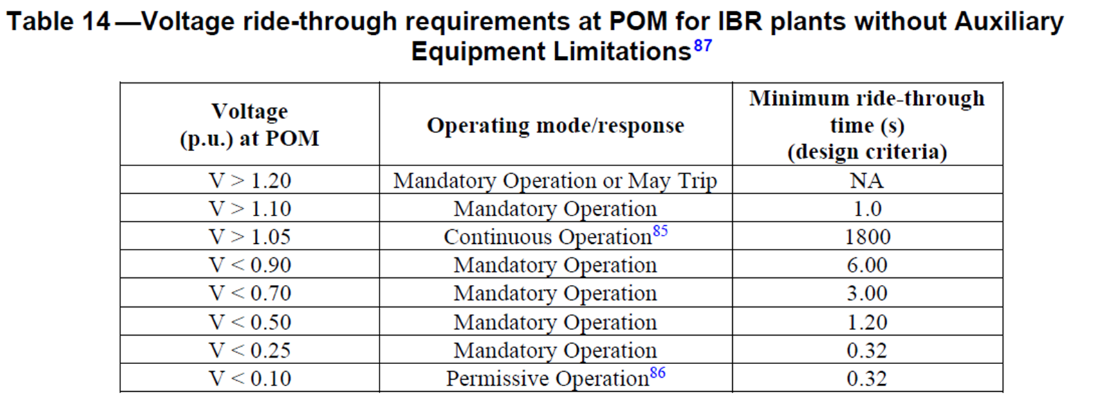 Table 14—Voltage ride-through requirements at POM for IBR plants without Auxiliary
Equipment Limitations87
Voltage (p.u.) at POM Operating mode/response Minimum ride-through time (s) (design criteria)
V > 1.20 Mandatory Operation or May Trip NA
V > 1.10 Mandatory Operation 1.0
V > 1.05 Continuous Operation85 1800
V < 0.90 Mandatory Operation 6.00
V < 0.70 Mandatory Operation 3.00
V < 0.50 Mandatory Operation 1.20
V < 0.25 Mandatory Operation 0.32
V < 0.10 Permissive Operation86 0.32